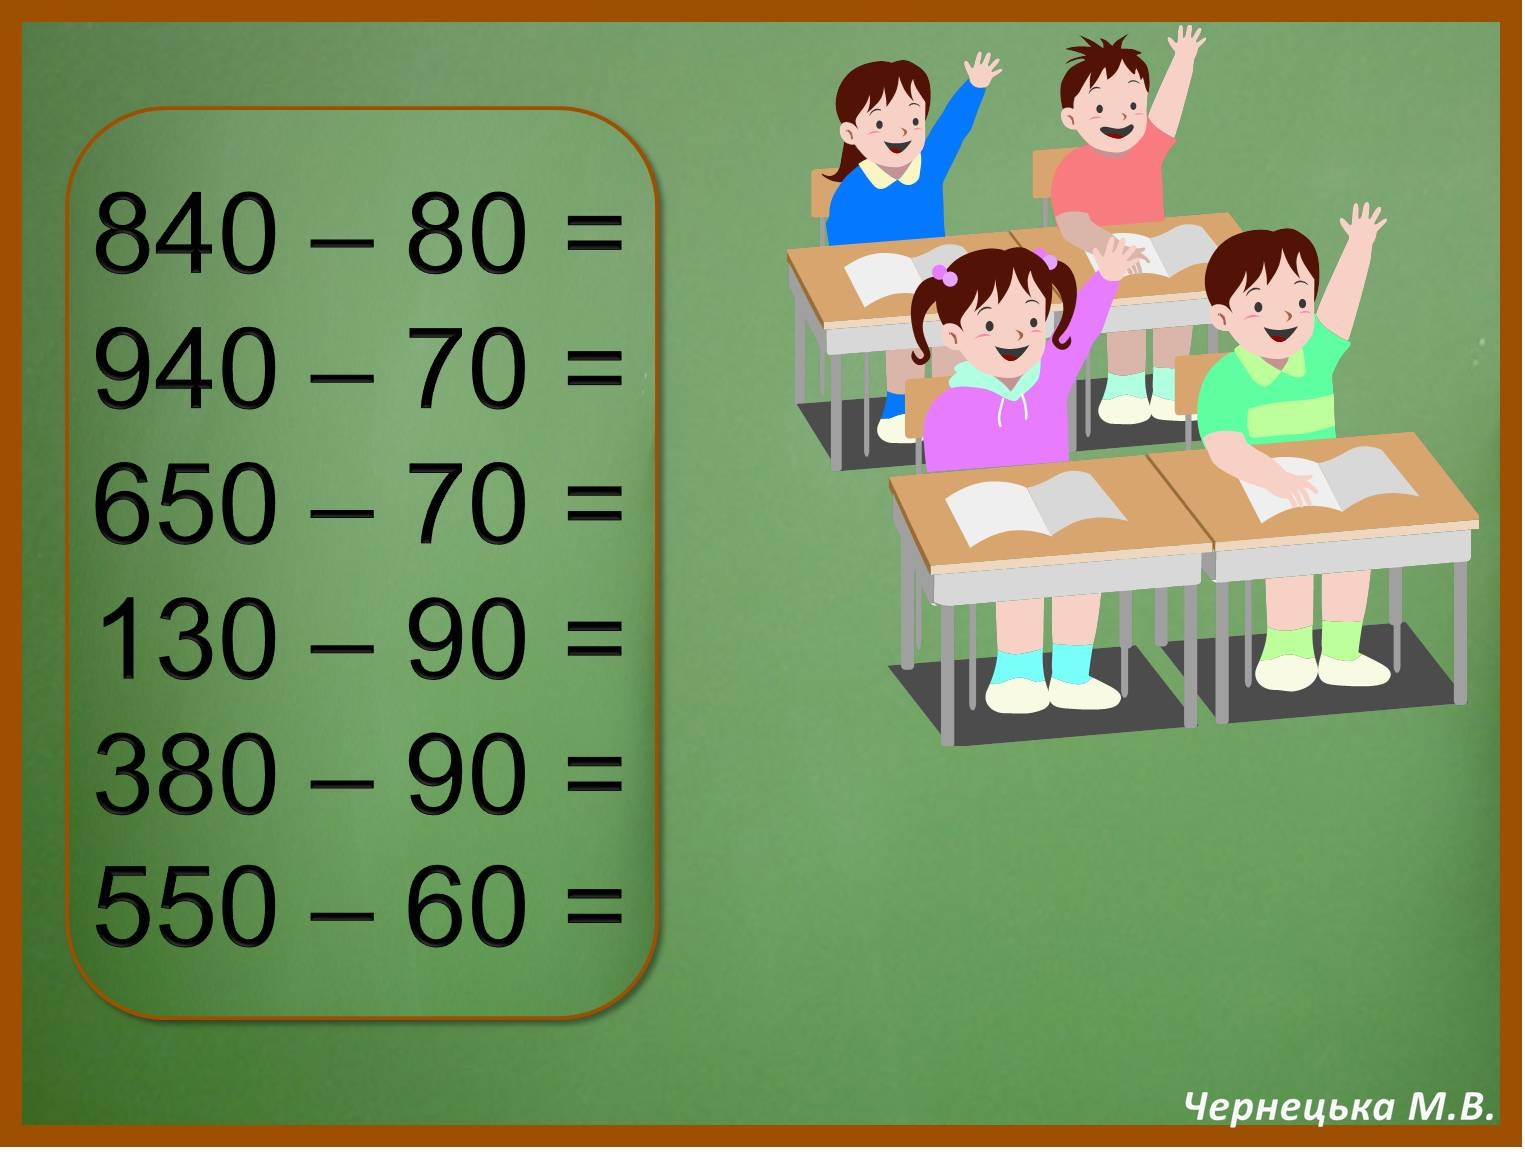 840 – 80 =
940 – 70 =
650 – 70 =
130 – 90 =
380 – 90 =
550 – 60 =
Чернецька М.В.